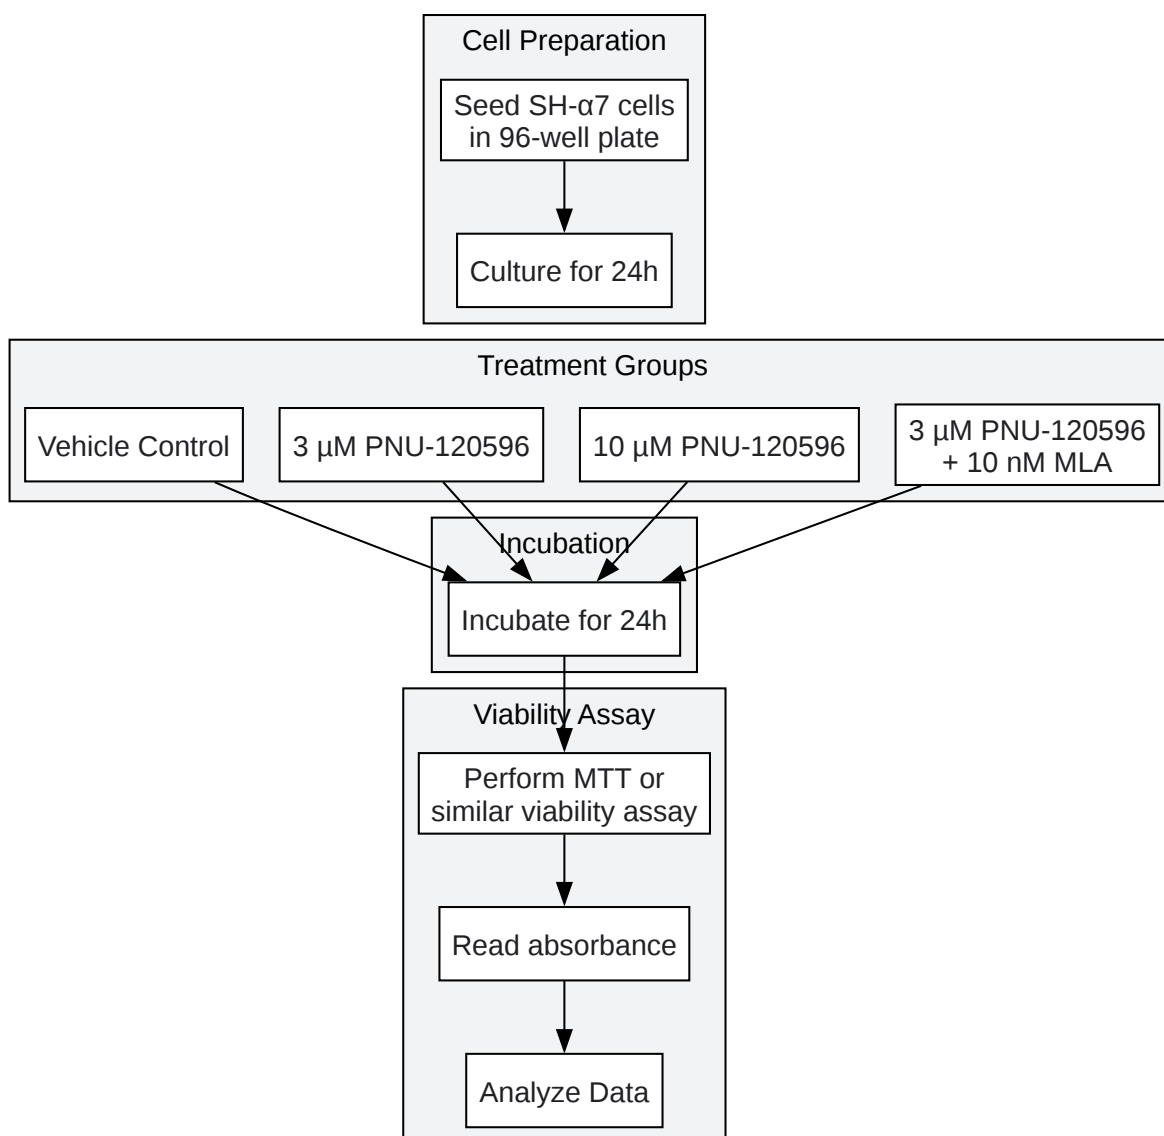 Cell Preparation
Seed SH-α7 cells
in 96-well plate
Culture for 24h
Treatment Groups
Vehicle Control
3 µM PNU-120596
10 µM PNU-120596
3 µM PNU-120596
+ 10 nM MLA
Incubation
Incubate for 24h
Viability Assay
Perform MTT or
similar viability assay
Read absorbance
Analyze Data